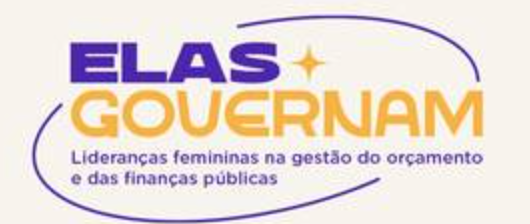 ELAS
GOVERNAM
Lideranças femininas na gestão do orçamento
e das finanças públicas